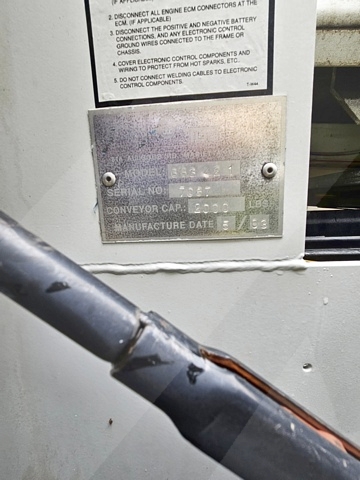 2. DISCONNECT ALL ENGINE ECM CONNECTORS AT THE
ECM. (IF APPLICABLE)
3. DISCONNECT THE POSITIVE AND NEGATIVE BATTERY
CONNECTIONS, AND ANY ELECTRONIC CONTROL
GROUND WIRES CONNECTED TO THE FRAME OR
CHASSIS.
4. COVER ELECTRONIC CONTROL COMPONENTS AND
WIRING TO PROTECT FROM HOT SPARKS, ETC.
5. DO NOT CONNECT WELDING CABLES TO ELECTRONIC
CONTROL COMPONENTS.
MODEL
SERIAL NO.
CONVEYOR CAP. 2000 LBS
MANUFACTURE DATE